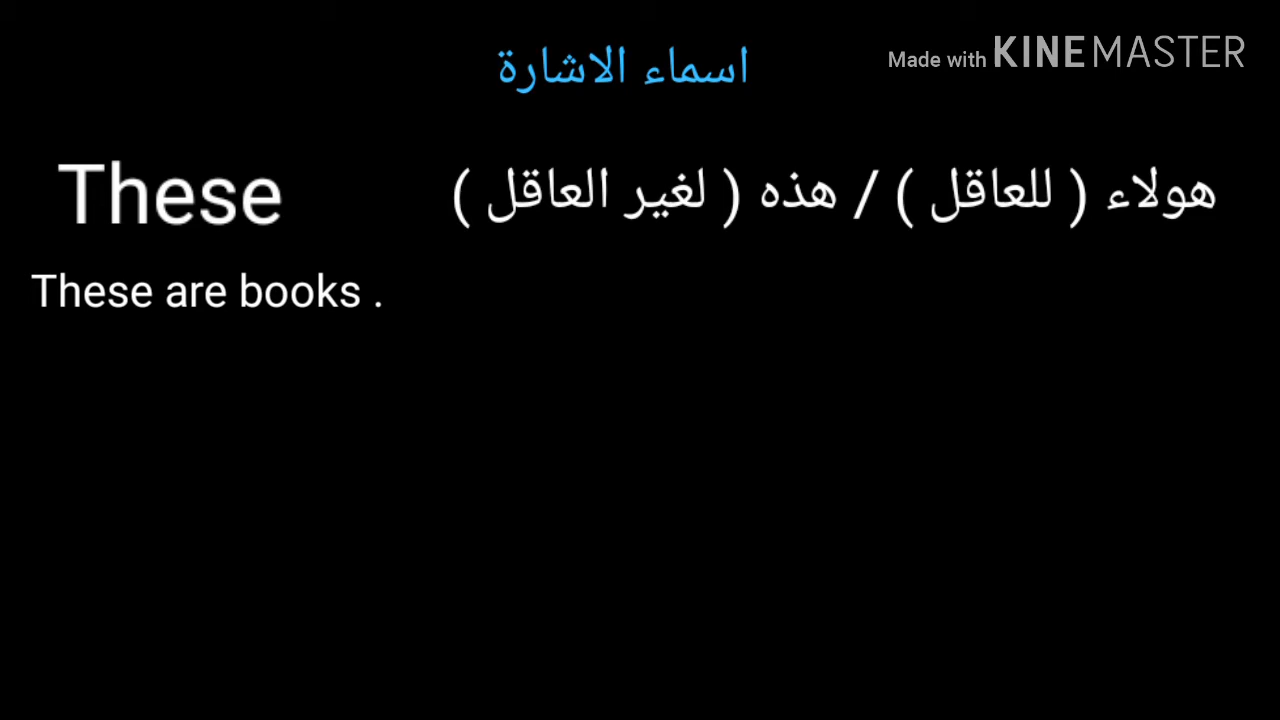 اسماء الاشارة
Made with KINEMASTER
These
هولاء ( للعاقل ) / هذه ( لغير العاقل )
These are books .